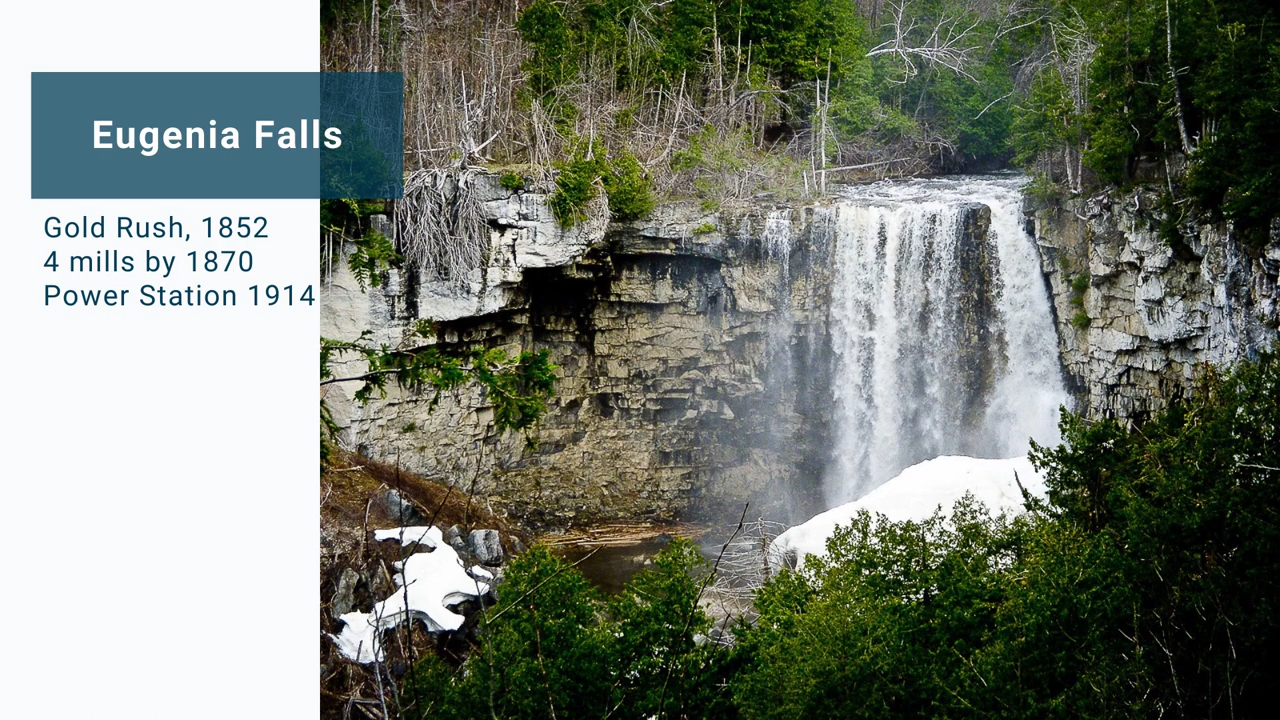 Eugenia Falls
Gold Rush, 1852
4 mills by 1870
Power Station 1914